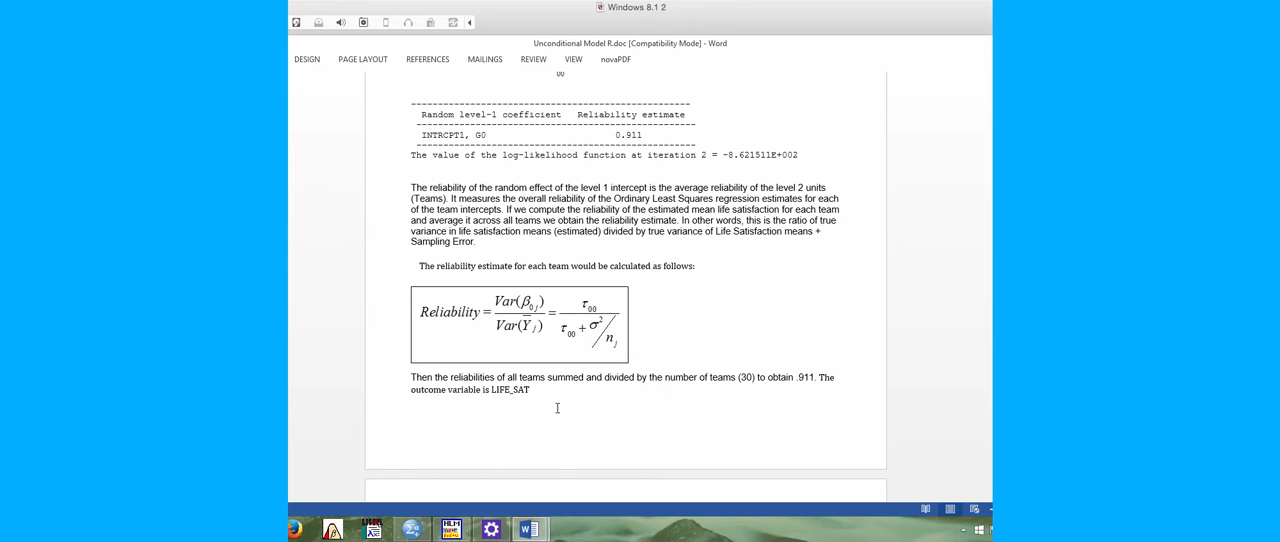 Windows 8.1 2
Unconditional Model R.doc [Compatibility Mode] - Word
DESIGN PAGE LAYOUT REFERENCES MAILINGS REVIEW VIEW novaPDF
00
----------------------------------------------------
Random level-1 coefficient Reliability estimate
----------------------------------------------------
INTRCPT1, G0 0.911
----------------------------------------------------
The value of the log-likelihood function at iteration 2 = -8.621511E+002
The reliability of the random effect of the level 1 intercept is the average reliability of the level 2 units
(Teams). It measures the overall reliability of the Ordinary Least Squares regression estimates for each
of the team intercepts. If we compute the reliability of the estimated mean life satisfaction for each team
and average it across all teams we obtain the reliability estimate. In other words, this is the ratio of true
variance in life satisfaction means (estimated) divided by true variance of Life Satisfaction means +
Sampling Error.
The reliability estimate for each team would be calculated as follows:
Reliability = Var(β0j) / Var(Ȳj) = τ00 / (τ00 + σ²/nj)
Then the reliabilities of all teams summed and divided by the number of teams (30) to obtain .911. The
outcome variable is LIFE_SAT
HLM